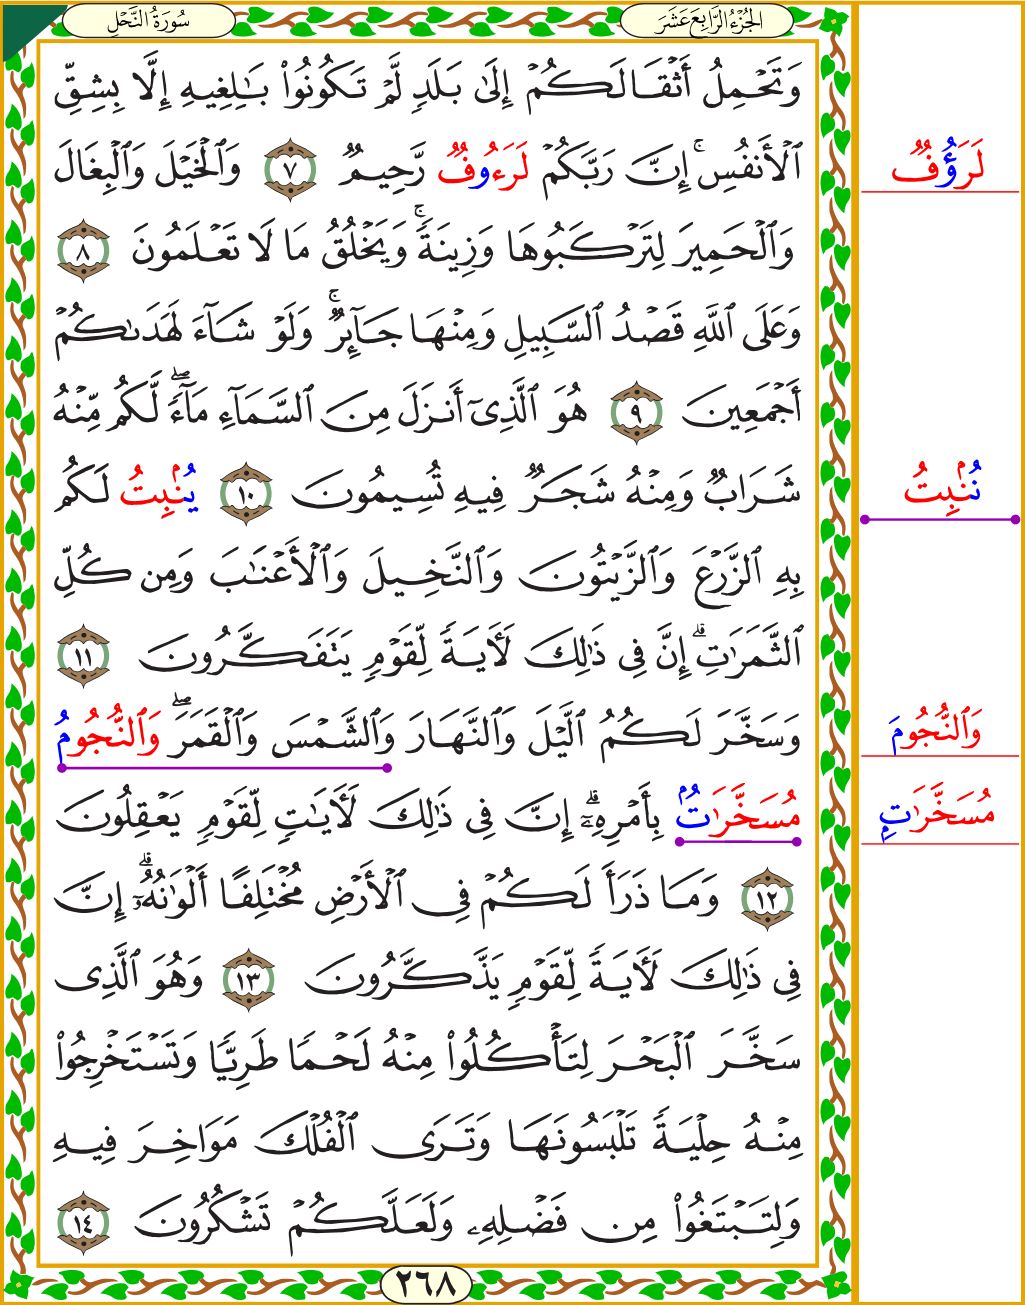 سُورَةُ النَّحْلِ
الجُزْءُ الرَّابِعَ عَشَرَ
وَتَحْمِلُ أَثْقَالَكُمْ إِلَىٰ بَلَدٍ لَّمْ تَكُونُوا۟ بَـٰلِغِيهِ إِلَّا بِشِقِّ
ٱلْأَنفُسِ ۚ إِنَّ رَبَّكُمْ لَرَءُوفٌ رَّحِيمٌ ٧ وَٱلْخَيْلَ وَٱلْبِغَالَ
لَرَؤُفٌ
وَٱلْحَمِيرَ لِتَرْكَبُوهَا وَزِينَةً ۚ وَيَخْلُقُ مَا لَا تَعْلَمُونَ ٨
وَعَلَى ٱللَّهِ قَصْدُ ٱلسَّبِيلِ وَمِنْهَا جَآئِرٌ ۚ وَلَوْ شَآءَ لَهَدَىٰكُمْ
أَجْمَعِينَ ٩ هُوَ ٱلَّذِىٓ أَنزَلَ مِنَ ٱلسَّمَآءِ مَآءً ۖ لَّكُم مِّنْهُ
شَرَابٌ وَمِنْهُ شَجَرٌ فِيهِ تُسِيمُونَ ١٠ يُنۢبِتُ لَكُم
نُنۢبِتُ
بِهِ ٱلزَّرْعَ وَٱلزَّيْتُونَ وَٱلنَّخِيلَ وَٱلْأَعْنَـٰبَ وَمِن كُلِّ
ٱلثَّمَرَٰتِ ۗ إِنَّ فِى ذَٰلِكَ لَـَٔايَةً لِّقَوْمٍ يَتَفَكَّرُونَ ١١
وَسَخَّرَ لَكُمُ ٱلَّيْلَ وَٱلنَّهَارَ وَٱلشَّمْسَ وَٱلْقَمَرَ ۖ وَٱلنُّجُومُ
وَٱلنُّجُومَ
مُسَخَّرَٰتٌۢ بِأَمْرِهِۦٓ ۗ إِنَّ فِى ذَٰلِكَ لَـَٔايَـٰتٍ لِّقَوْمٍ يَعْقِلُونَ
مُسَخَّرَٰتٍۭ
١٢ وَمَا ذَرَأَ لَكُمْ فِى ٱلْأَرْضِ مُخْتَلِفًا أَلْوَٰنُهُۥٓ ۗ إِنَّ
فِى ذَٰلِكَ لَـَٔايَةً لِّقَوْمٍ يَذَّكَّرُونَ ١٣ وَهُوَ ٱلَّذِى
سَخَّرَ ٱلْبَحْرَ لِتَأْكُلُوا۟ مِنْهُ لَحْمًا طَرِيًّا وَتَسْتَخْرِجُوا۟
مِنْهُ حِلْيَةً تَلْبَسُونَهَا وَتَرَى ٱلْفُلْكَ مَوَاخِرَ فِيهِ
وَلِتَبْتَغُوا۟ مِن فَضْلِهِۦ وَلَعَلَّكُمْ تَشْكُرُونَ ١٤
٢٦٨